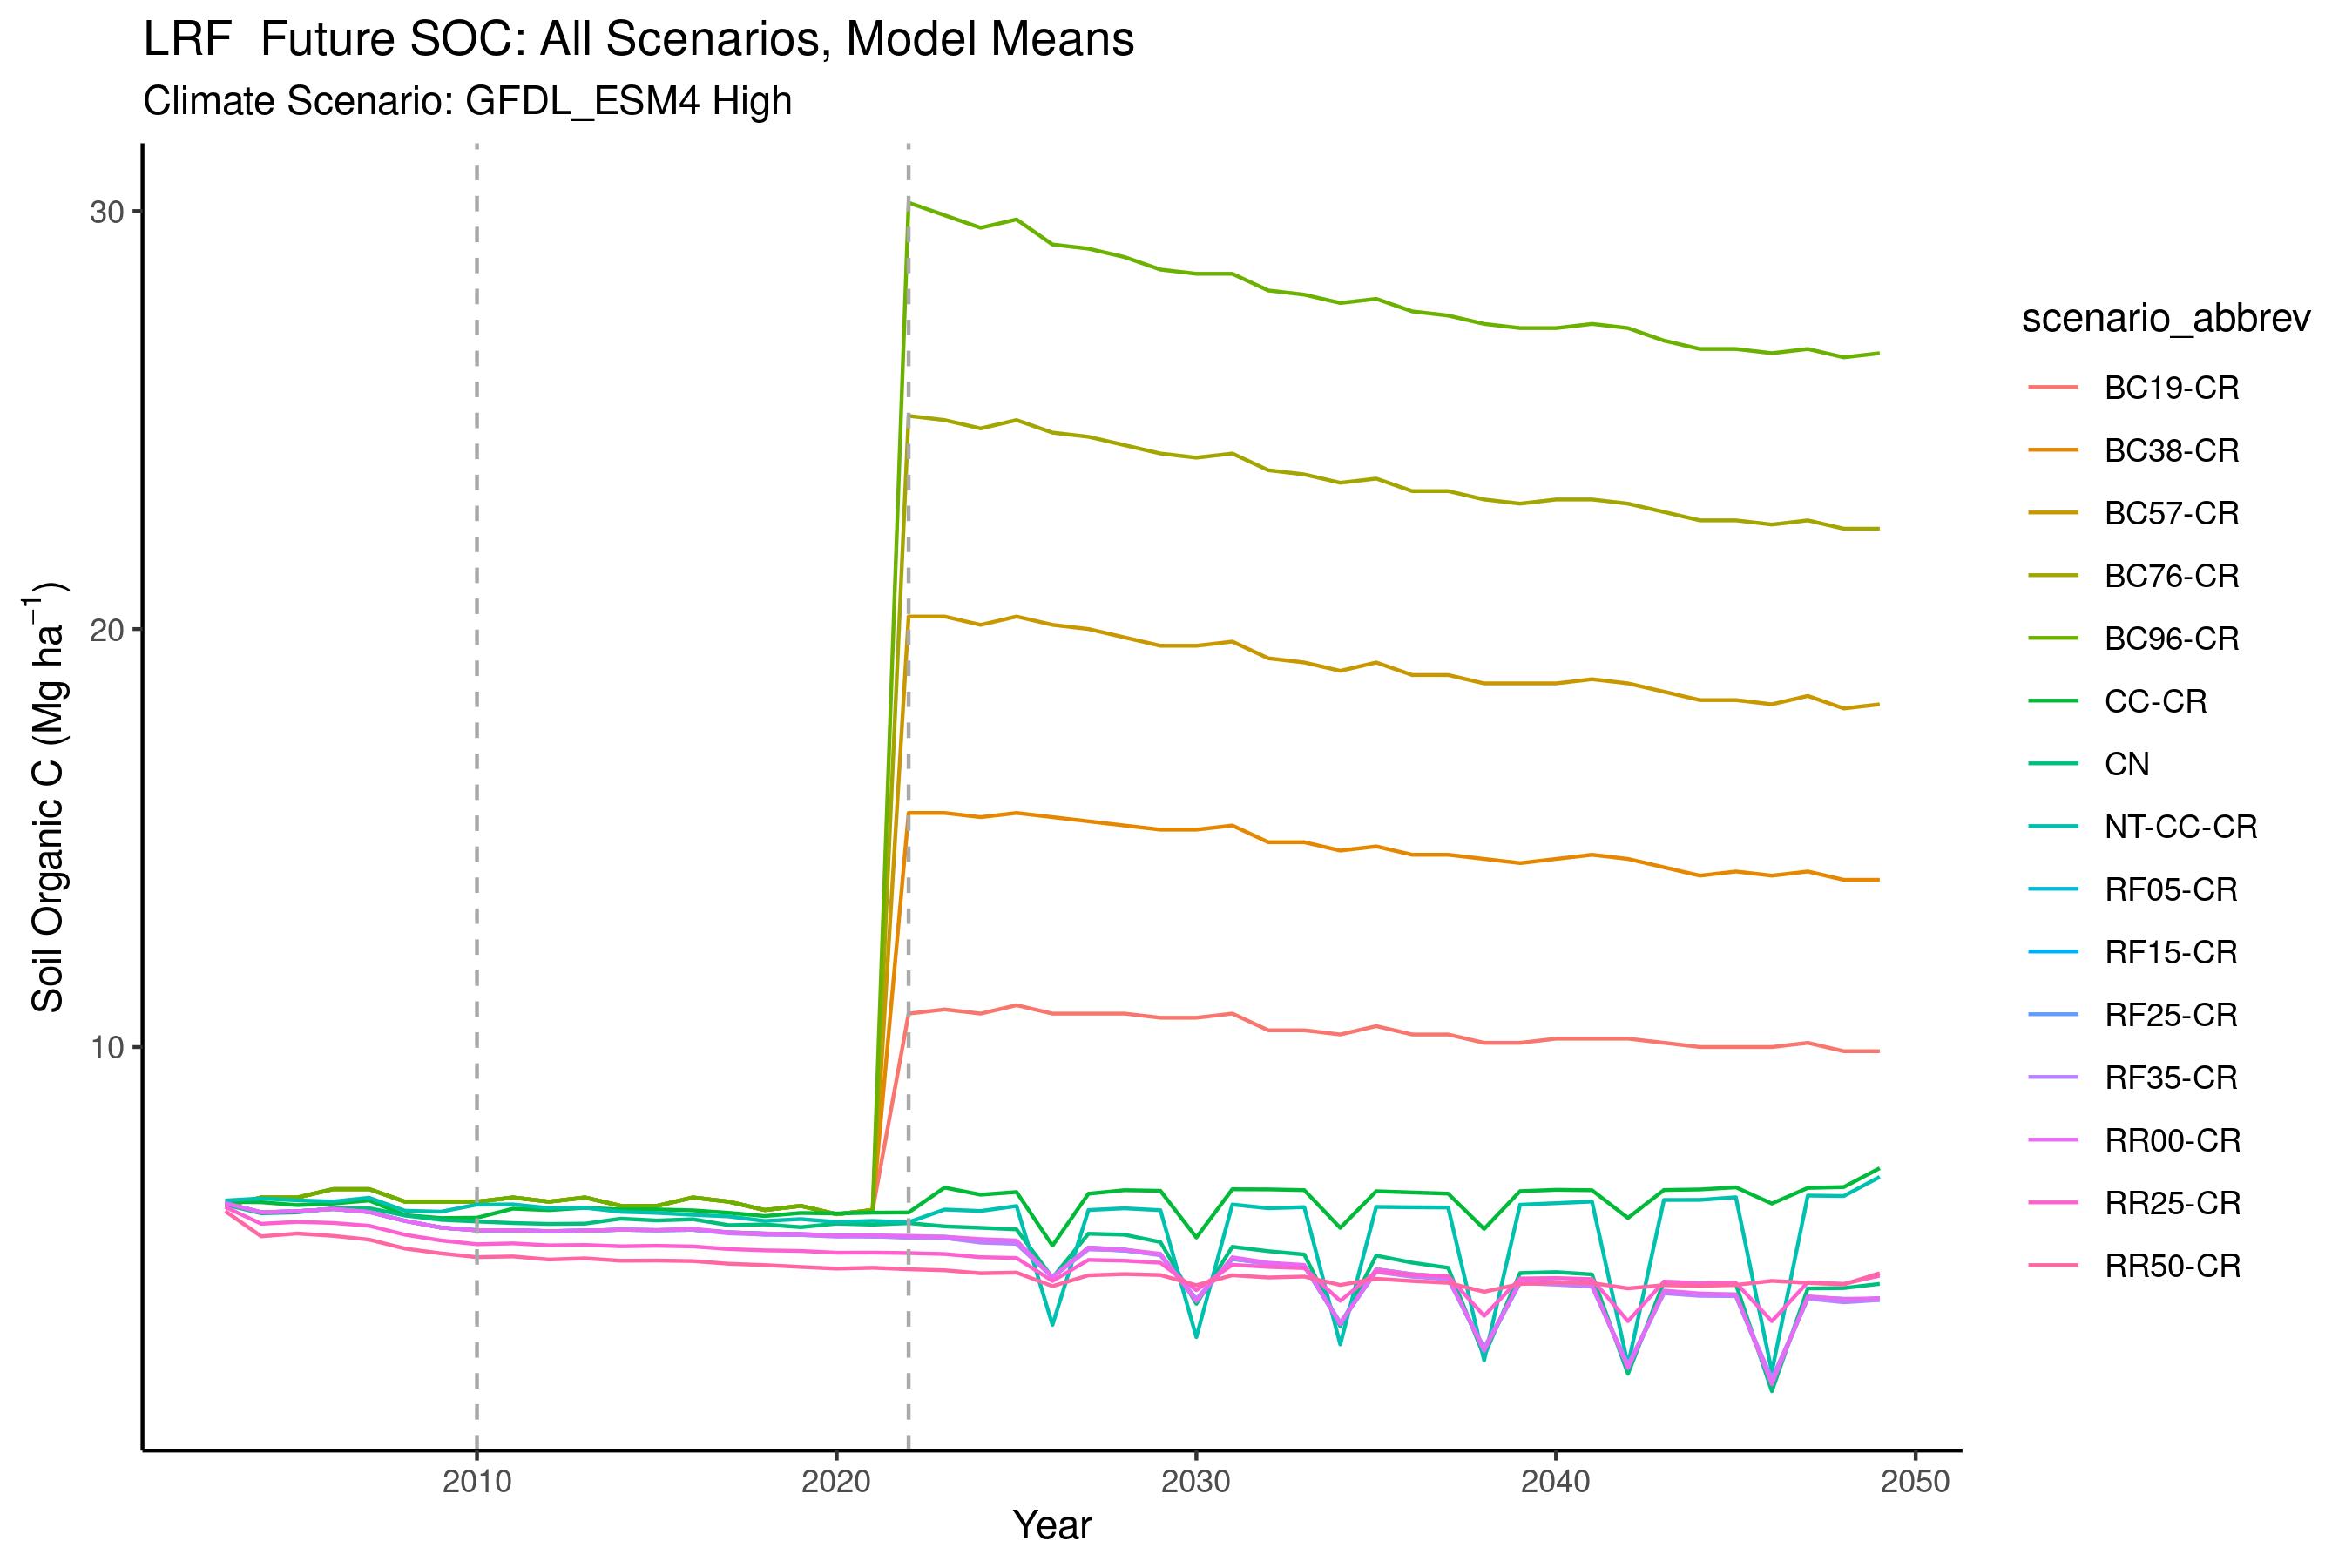 LRF  Future SOC: All Scenarios, Model Means
Climate Scenario: GFDL_ESM4 High
30
20
10
Soil Organic C (Mg ha⁻¹)
2010
2020
2030
2040
2050
Year
scenario_abbrev
BC19-CR
BC38-CR
BC57-CR
BC76-CR
BC96-CR
CC-CR
CN
NT-CC-CR
RF05-CR
RF15-CR
RF25-CR
RF35-CR
RR00-CR
RR25-CR
RR50-CR